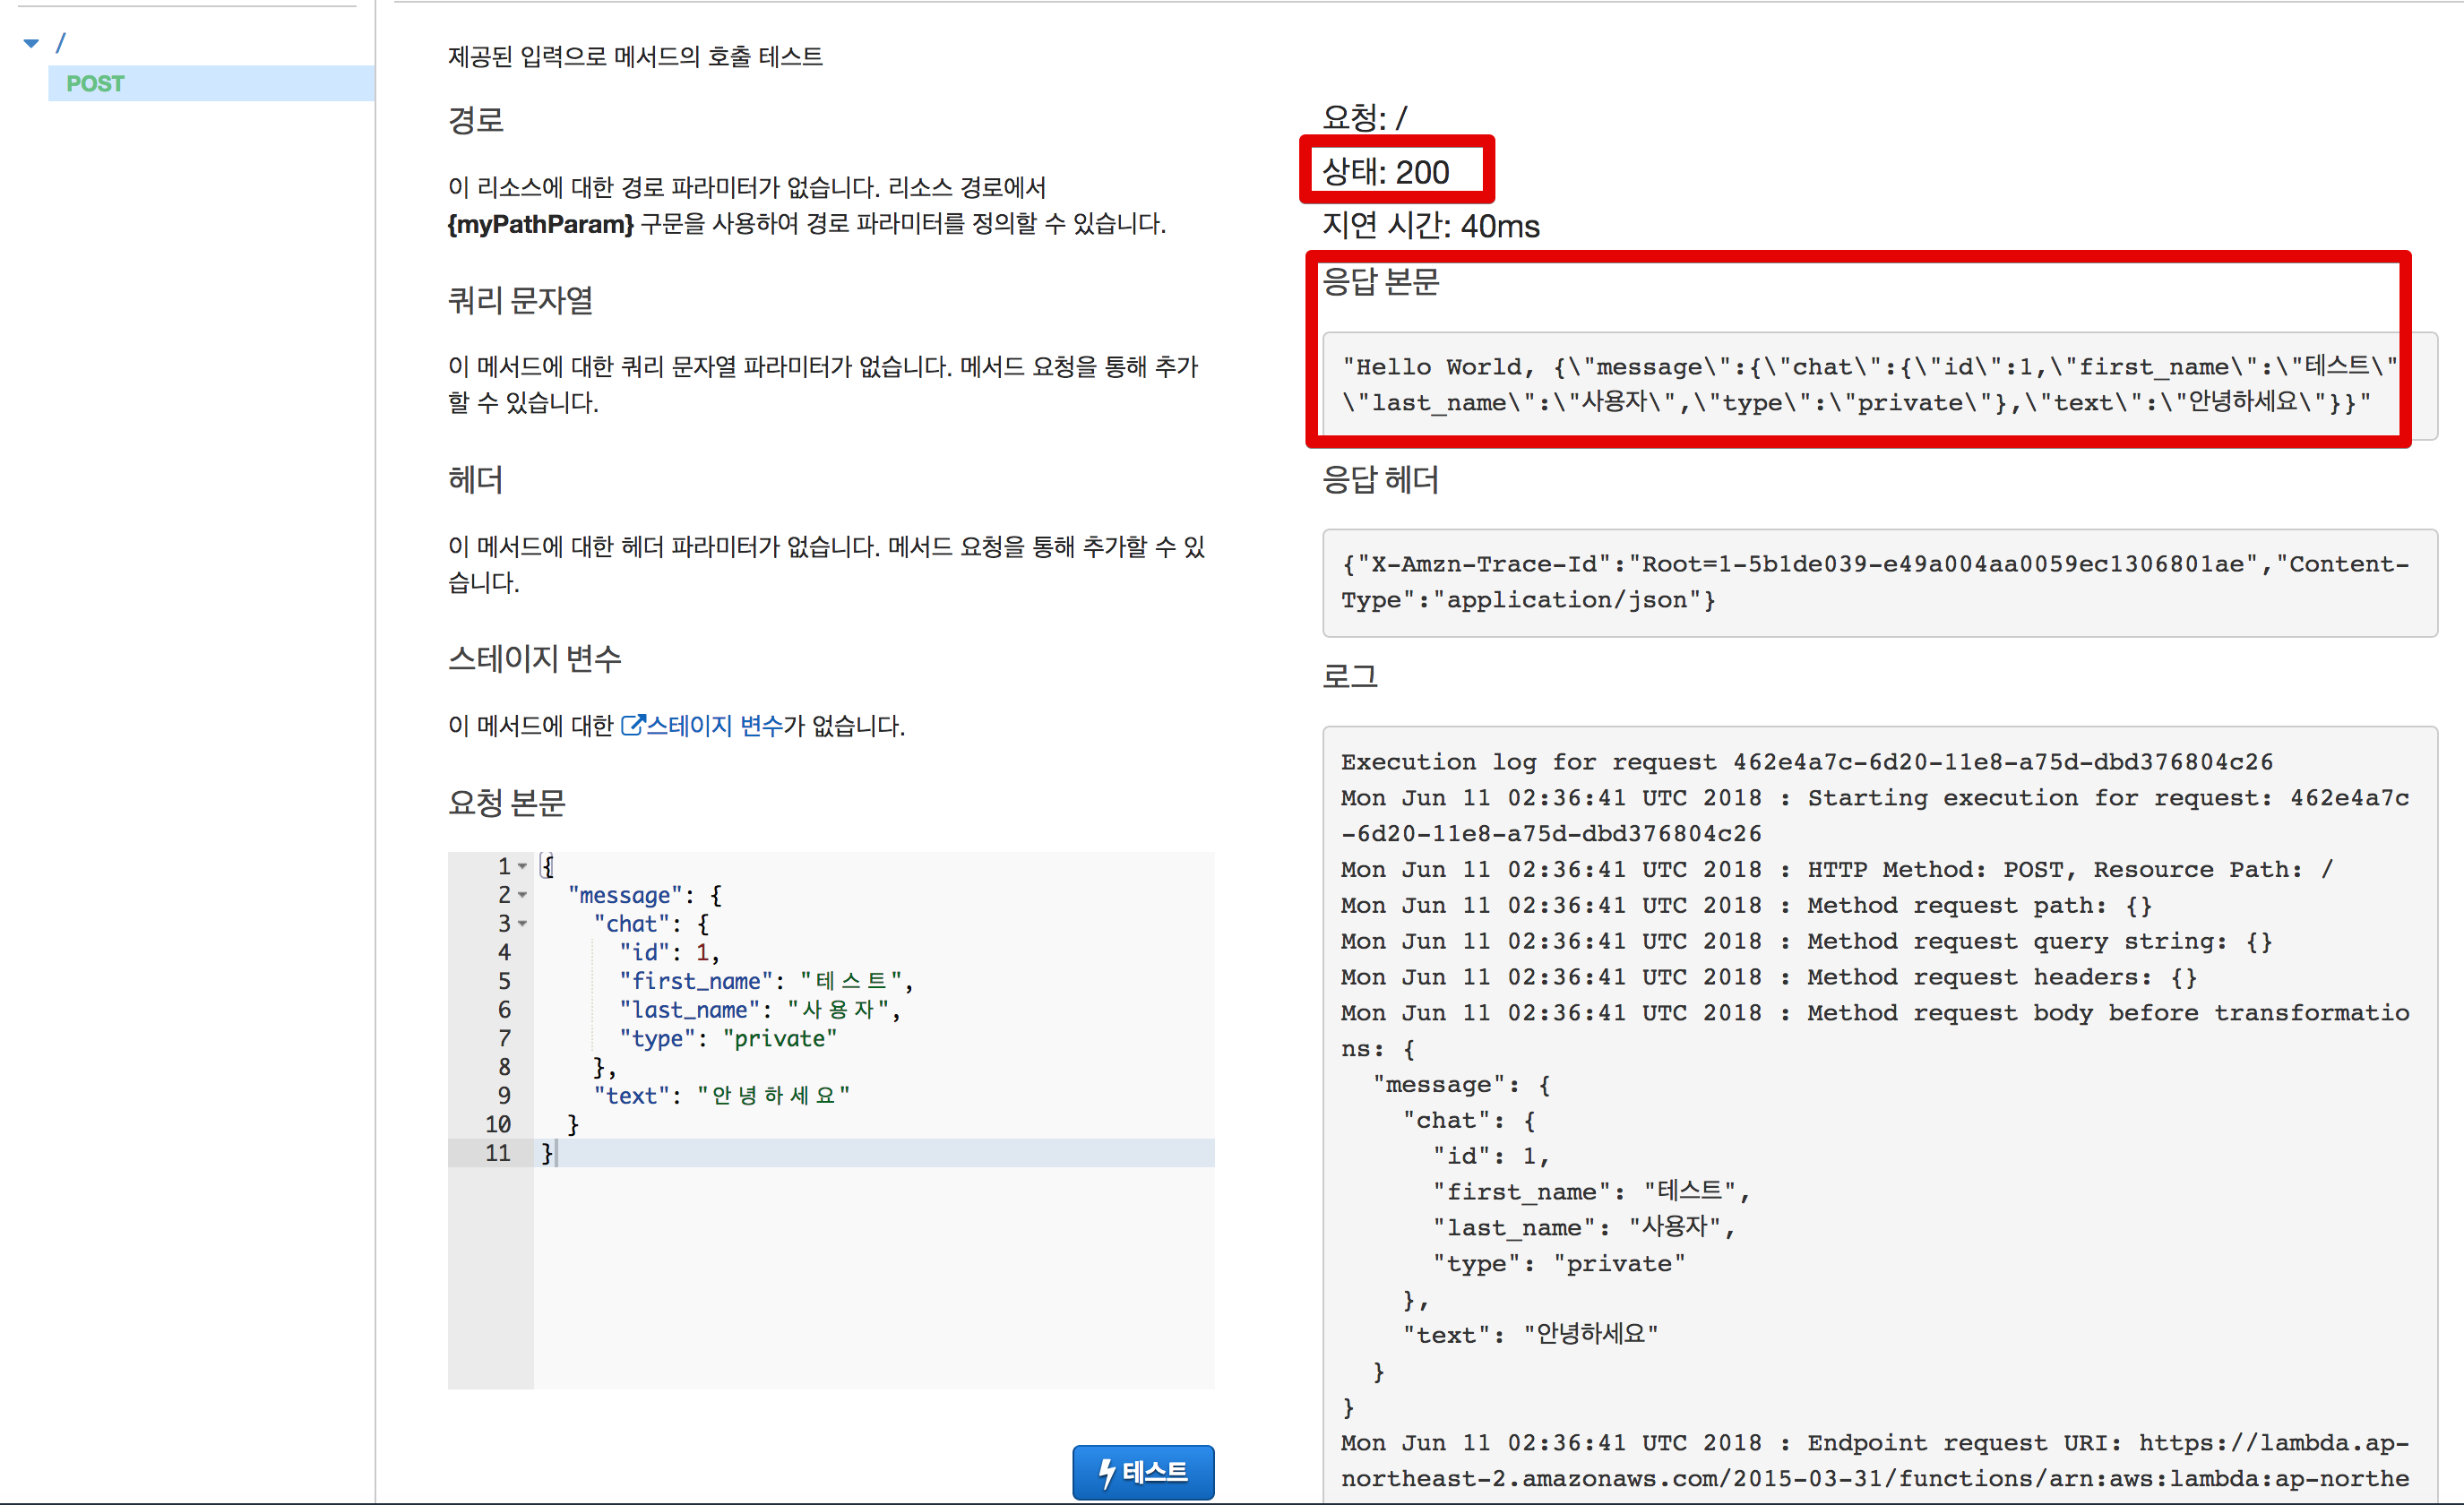 /
POST
제공된 입력으로 메서드의 호출 테스트
경로
이 리소스에 대한 경로 파라미터가 없습니다. 리소스 경로에서
{myPathParam} 구문을 사용하여 경로 파라미터를 정의할 수 있습니다.
쿼리 문자열
이 메서드에 대한 쿼리 문자열 파라미터가 없습니다. 메서드 요청을 통해 추가
할 수 있습니다.
헤더
이 메서드에 대한 헤더 파라미터가 없습니다. 메서드 요청을 통해 추가할 수 있
습니다.
스테이지 변수
이 메서드에 대한 스테이지 변수가 없습니다.
요청 본문
1 {
2 "message": {
3 "chat": {
4 "id": 1,
5 "first_name": "테스트",
6 "last_name": "사용자",
7 "type": "private"
8 },
9 "text": "안녕하세요"
10 }
11 }
테스트
요청: /
상태: 200
지연 시간: 40ms
응답 본문
"Hello World, {\"message\":{\"chat\":{\"id\":1,\"first_name\":\"테스트\"
\"last_name\":\"사용자\",\"type\":\"private\"},\"text\":\"안녕하세요\"}}"
응답 헤더
{"X-Amzn-Trace-Id":"Root=1-5b1de039-e49a004aa0059ec1306801ae","Content-
Type":"application/json"}
로그
Execution log for request 462e4a7c-6d20-11e8-a75d-dbd376804c26
Mon Jun 11 02:36:41 UTC 2018 : Starting execution for request: 462e4a7c
-6d20-11e8-a75d-dbd376804c26
Mon Jun 11 02:36:41 UTC 2018 : HTTP Method: POST, Resource Path: /
Mon Jun 11 02:36:41 UTC 2018 : Method request path: {}
Mon Jun 11 02:36:41 UTC 2018 : Method request query string: {}
Mon Jun 11 02:36:41 UTC 2018 : Method request headers: {}
Mon Jun 11 02:36:41 UTC 2018 : Method request body before transformatio
ns: {
"message": {
"chat": {
"id": 1,
"first_name": "테스트",
"last_name": "사용자",
"type": "private"
},
"text": "안녕하세요"
}
}
Mon Jun 11 02:36:41 UTC 2018 : Endpoint request URI: https://lambda.ap-
northeast-2.amazonaws.com/2015-03-31/functions/arn:aws:lambda:ap-northe